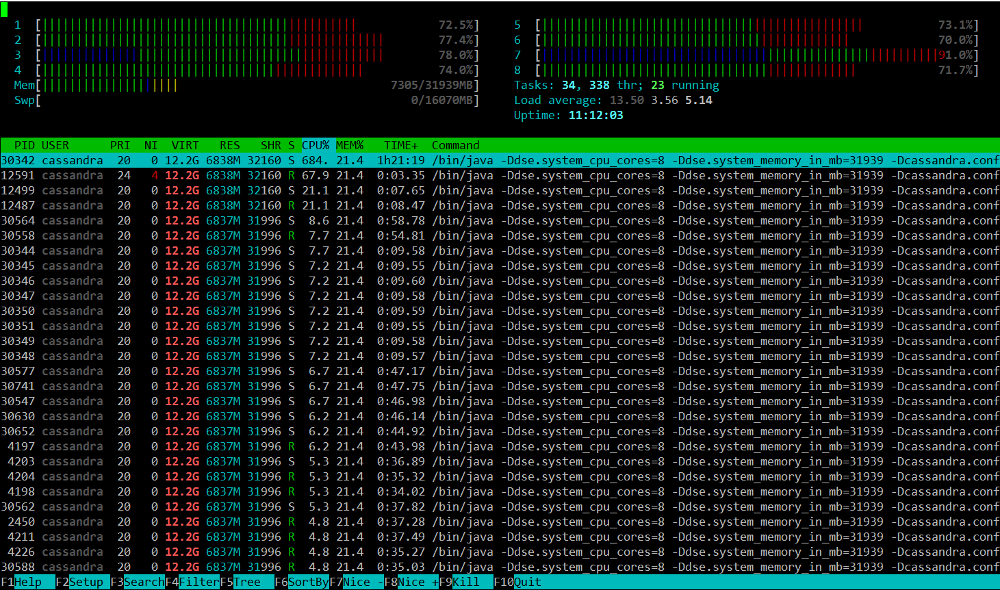 1 [||||||||||||||||||||||||||||||||||||||||||||||| 72.5%] 5 [|||||||||||||||||||||||||||||||||||||||||||||||| 73.1%]
2 [||||||||||||||||||||||||||||||||||||||||||||||||||| 77.4%] 6 [|||||||||||||||||||||||||||||||||||||||||||||| 70.0%]
3 [||||||||||||||||||||||||||||||||||||||||||||||||||| 78.0%] 7 [|||||||||||||||||||||||||||||||||||||||||||||||||||||||||||91.0%]
4 [|||||||||||||||||||||||||||||||||||||||||||||||| 74.0%] 8 [||||||||||||||||||||||||||||||||||||||||||||||| 71.7%]
Mem[|||||||||||||||||||| 7305/31939MB] Tasks: 34, 338 thr; 23 running
Swp[ 0/16070MB] Load average: 13.50 3.56 5.14
Uptime: 11:12:03
PID USER PRI NI VIRT RES SHR S CPU% MEM% TIME+ Command
30342 cassandra 20 0 12.2G 6838M 32160 S 684. 21.4 1h21:19 /bin/java -Ddse.system_cpu_cores=8 -Ddse.system_memory_in_mb=31939 -Dcassandra.conf
12591 cassandra 24 4 12.2G 6838M 32160 R 67.9 21.4 0:03.35 /bin/java -Ddse.system_cpu_cores=8 -Ddse.system_memory_in_mb=31939 -Dcassandra.conf
12499 cassandra 20 0 12.2G 6838M 32160 S 21.1 21.4 0:07.65 /bin/java -Ddse.system_cpu_cores=8 -Ddse.system_memory_in_mb=31939 -Dcassandra.conf
12487 cassandra 20 0 12.2G 6838M 32160 R 21.1 21.4 0:08.47 /bin/java -Ddse.system_cpu_cores=8 -Ddse.system_memory_in_mb=31939 -Dcassandra.conf
30564 cassandra 20 0 12.2G 6837M 31996 S 8.6 21.4 0:58.78 /bin/java -Ddse.system_cpu_cores=8 -Ddse.system_memory_in_mb=31939 -Dcassandra.conf
30558 cassandra 20 0 12.2G 6837M 31996 R 7.7 21.4 0:54.81 /bin/java -Ddse.system_cpu_cores=8 -Ddse.system_memory_in_mb=31939 -Dcassandra.conf
30344 cassandra 20 0 12.2G 6837M 31996 S 7.7 21.4 0:09.58 /bin/java -Ddse.system_cpu_cores=8 -Ddse.system_memory_in_mb=31939 -Dcassandra.conf
30345 cassandra 20 0 12.2G 6837M 31996 S 7.2 21.4 0:09.55 /bin/java -Ddse.system_cpu_cores=8 -Ddse.system_memory_in_mb=31939 -Dcassandra.conf
30346 cassandra 20 0 12.2G 6837M 31996 S 7.2 21.4 0:09.60 /bin/java -Ddse.system_cpu_cores=8 -Ddse.system_memory_in_mb=31939 -Dcassandra.conf
30347 cassandra 20 0 12.2G 6837M 31996 S 7.2 21.4 0:09.58 /bin/java -Ddse.system_cpu_cores=8 -Ddse.system_memory_in_mb=31939 -Dcassandra.conf
30350 cassandra 20 0 12.2G 6837M 31996 S 7.2 21.4 0:09.59 /bin/java -Ddse.system_cpu_cores=8 -Ddse.system_memory_in_mb=31939 -Dcassandra.conf
30351 cassandra 20 0 12.2G 6837M 31996 S 7.2 21.4 0:09.55 /bin/java -Ddse.system_cpu_cores=8 -Ddse.system_memory_in_mb=31939 -Dcassandra.conf
30349 cassandra 20 0 12.2G 6837M 31996 S 7.2 21.4 0:09.58 /bin/java -Ddse.system_cpu_cores=8 -Ddse.system_memory_in_mb=31939 -Dcassandra.conf
30348 cassandra 20 0 12.2G 6837M 31996 S 7.2 21.4 0:09.57 /bin/java -Ddse.system_cpu_cores=8 -Ddse.system_memory_in_mb=31939 -Dcassandra.conf
30577 cassandra 20 0 12.2G 6837M 31996 S 6.7 21.4 0:47.17 /bin/java -Ddse.system_cpu_cores=8 -Ddse.system_memory_in_mb=31939 -Dcassandra.conf
30741 cassandra 20 0 12.2G 6837M 31996 S 6.7 21.4 0:47.75 /bin/java -Ddse.system_cpu_cores=8 -Ddse.system_memory_in_mb=31939 -Dcassandra.conf
30547 cassandra 20 0 12.2G 6837M 31996 S 6.7 21.4 0:46.98 /bin/java -Ddse.system_cpu_cores=8 -Ddse.system_memory_in_mb=31939 -Dcassandra.conf
30630 cassandra 20 0 12.2G 6837M 31996 S 6.2 21.4 0:46.14 /bin/java -Ddse.system_cpu_cores=8 -Ddse.system_memory_in_mb=31939 -Dcassandra.conf
30652 cassandra 20 0 12.2G 6837M 31996 S 6.2 21.4 0:44.92 /bin/java -Ddse.system_cpu_cores=8 -Ddse.system_memory_in_mb=31939 -Dcassandra.conf
4197 cassandra 20 0 12.2G 6837M 31996 R 6.2 21.4 0:43.98 /bin/java -Ddse.system_cpu_cores=8 -Ddse.system_memory_in_mb=31939 -Dcassandra.conf
4203 cassandra 20 0 12.2G 6837M 31996 S 5.3 21.4 0:36.89 /bin/java -Ddse.system_cpu_cores=8 -Ddse.system_memory_in_mb=31939 -Dcassandra.conf
4204 cassandra 20 0 12.2G 6837M 31996 R 5.3 21.4 0:35.32 /bin/java -Ddse.system_cpu_cores=8 -Ddse.system_memory_in_mb=31939 -Dcassandra.conf
4198 cassandra 20 0 12.2G 6837M 31996 R 5.3 21.4 0:34.02 /bin/java -Ddse.system_cpu_cores=8 -Ddse.system_memory_in_mb=31939 -Dcassandra.conf
30562 cassandra 20 0 12.2G 6837M 31996 S 5.3 21.4 0:37.82 /bin/java -Ddse.system_cpu_cores=8 -Ddse.system_memory_in_mb=31939 -Dcassandra.conf
2450 cassandra 20 0 12.2G 6837M 31996 R 4.8 21.4 0:37.28 /bin/java -Ddse.system_cpu_cores=8 -Ddse.system_memory_in_mb=31939 -Dcassandra.conf
4211 cassandra 20 0 12.2G 6837M 31996 R 4.8 21.4 0:37.49 /bin/java -Ddse.system_cpu_cores=8 -Ddse.system_memory_in_mb=31939 -Dcassandra.conf
4226 cassandra 20 0 12.2G 6837M 31996 R 4.8 21.4 0:35.27 /bin/java -Ddse.system_cpu_cores=8 -Ddse.system_memory_in_mb=31939 -Dcassandra.conf
30588 cassandra 20 0 12.2G 6837M 31996 R 4.8 21.4 0:35.03 /bin/java -Ddse.system_cpu_cores=8 -Ddse.system_memory_in_mb=31939 -Dcassandra.conf
F1Help F2Setup F3SearchF4FilterF5Tree F6SortByF7Nice -F8Nice +F9Kill F10Quit